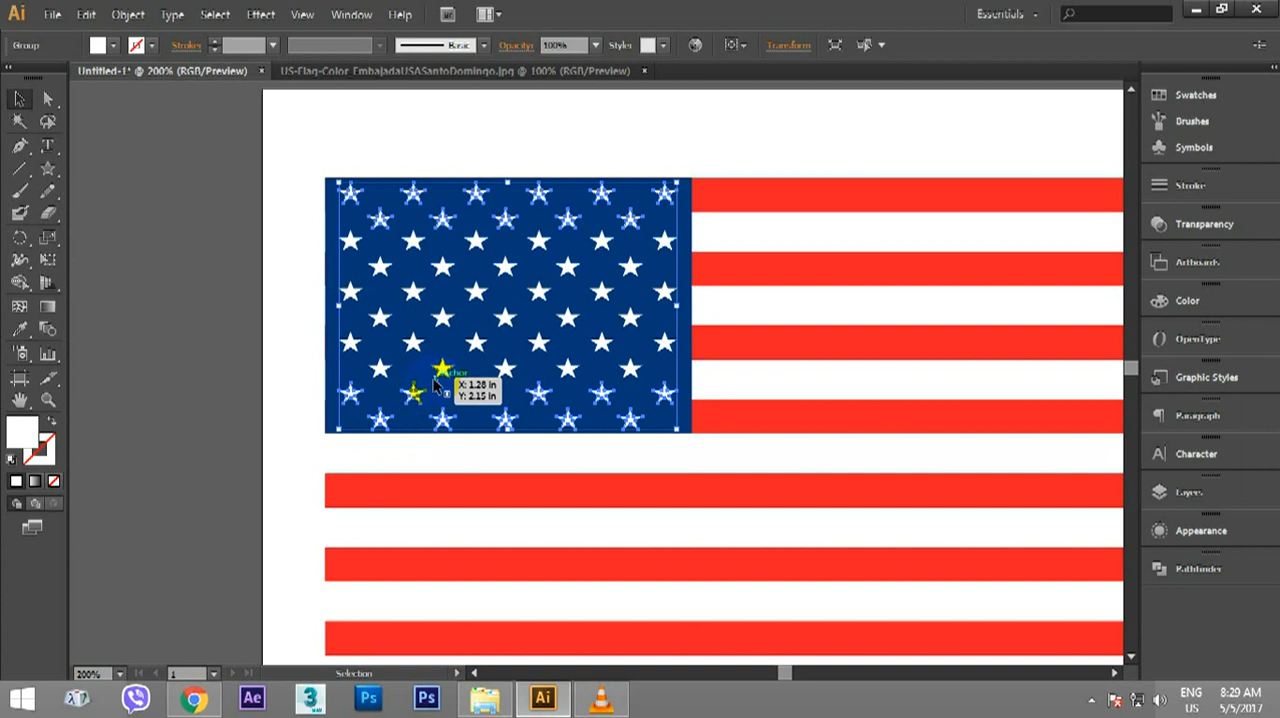 Ai File Edit Object Type Select Effect View Window Help Br Essentials
Group Stroke: Basic Opacity: 100% Style: Transform
Untitled-1* @ 200% (RGB/Preview) × US-Flag-Color_EmbajadaUSASantoDomingo.jpg @ 100% (RGB/Preview) ×
Swatches
Brushes
Symbols
Stroke
Transparency
Artboards
Color
OpenType
Graphic Styles
Paragraph
Character
Layers
Appearance
Pathfinder
X: 1.28 in
Y: 2.15 in
200% 1 Selection
Ae 3 Ps Ps Ai
ENG 8:29 AM
US 5/5/2017